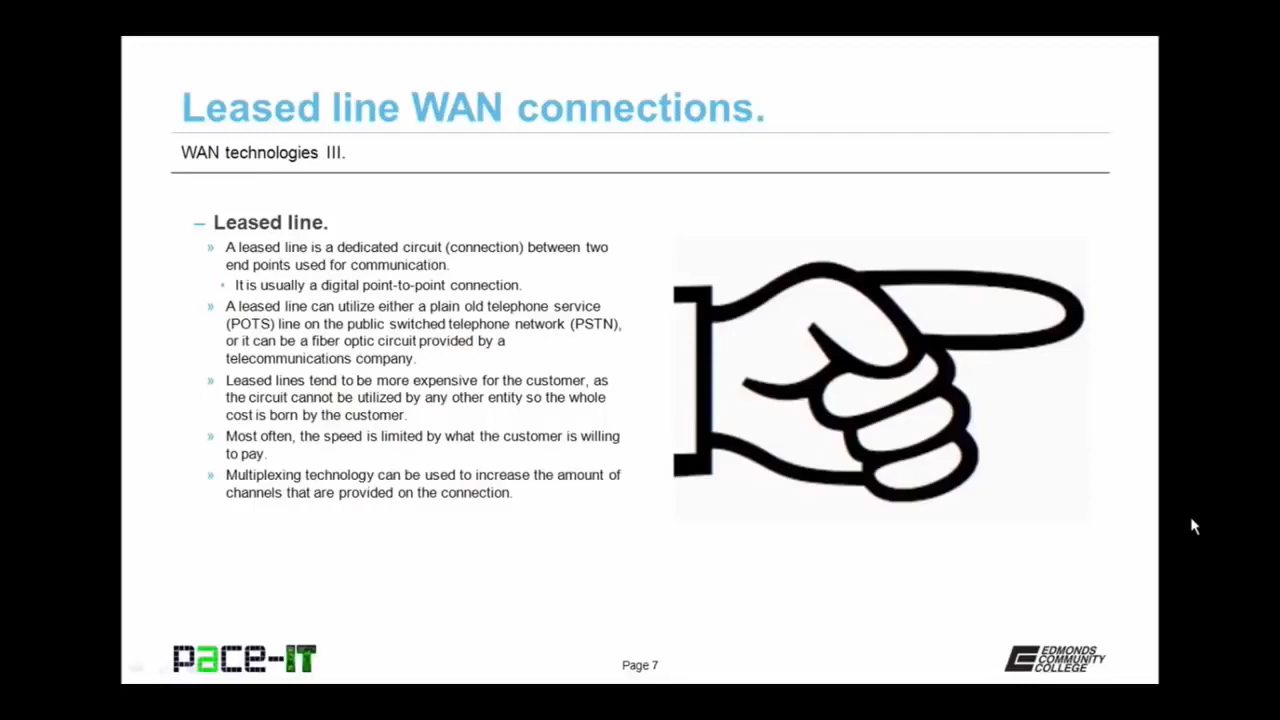 Leased line WAN connections.
WAN technologies III.
– Leased line.
» A leased line is a dedicated circuit (connection) between two
end points used for communication.
• It is usually a digital point-to-point connection.
» A leased line can utilize either a plain old telephone service
(POTS) line on the public switched telephone network (PSTN),
or it can be a fiber optic circuit provided by a
telecommunications company.
» Leased lines tend to be more expensive for the customer, as
the circuit cannot be utilized by any other entity so the whole
cost is born by the customer.
» Most often, the speed is limited by what the customer is willing
to pay.
» Multiplexing technology can be used to increase the amount of
channels that are provided on the connection.
pace-IT
Page 7
EDMONDS
COMMUNITY
COLLEGE